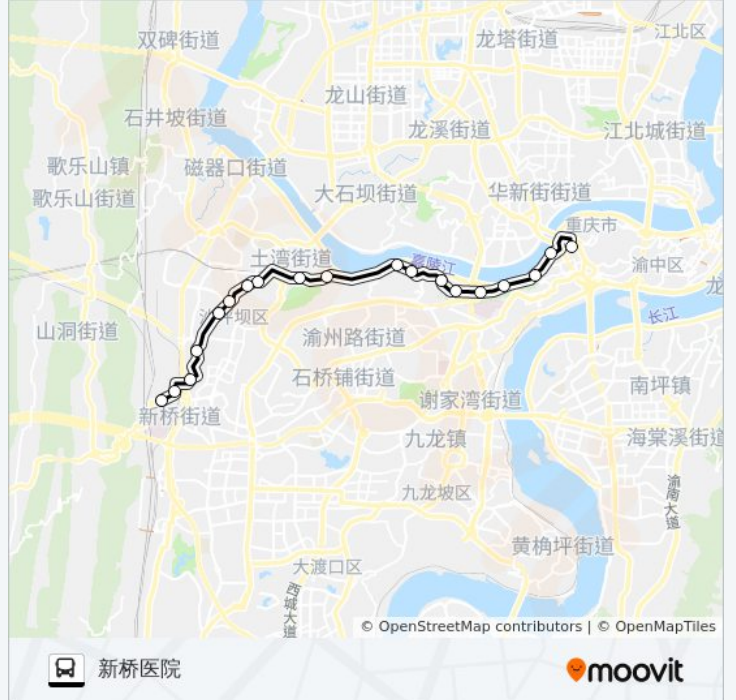 双碑街道
龙塔街道
江北区
龙山街道
石井坡街道
龙溪街道
江北城街道
歌乐山镇
磁器口街道
歌乐山街道
大石坝街道
华新街街道
重庆市
土湾街道
嘉陵江
渝中区
龙
长江
沙坪坝区
山洞街道
渝州路街道
石桥铺街道
南坪镇
谢家湾街道
新桥街道
九龙镇
海棠溪街道
九龙坡区
渝南大道
黄桷坪街道
大渡口区
西城大道
© OpenStreetMap contributors | © OpenMapTiles
新桥医院
moovit